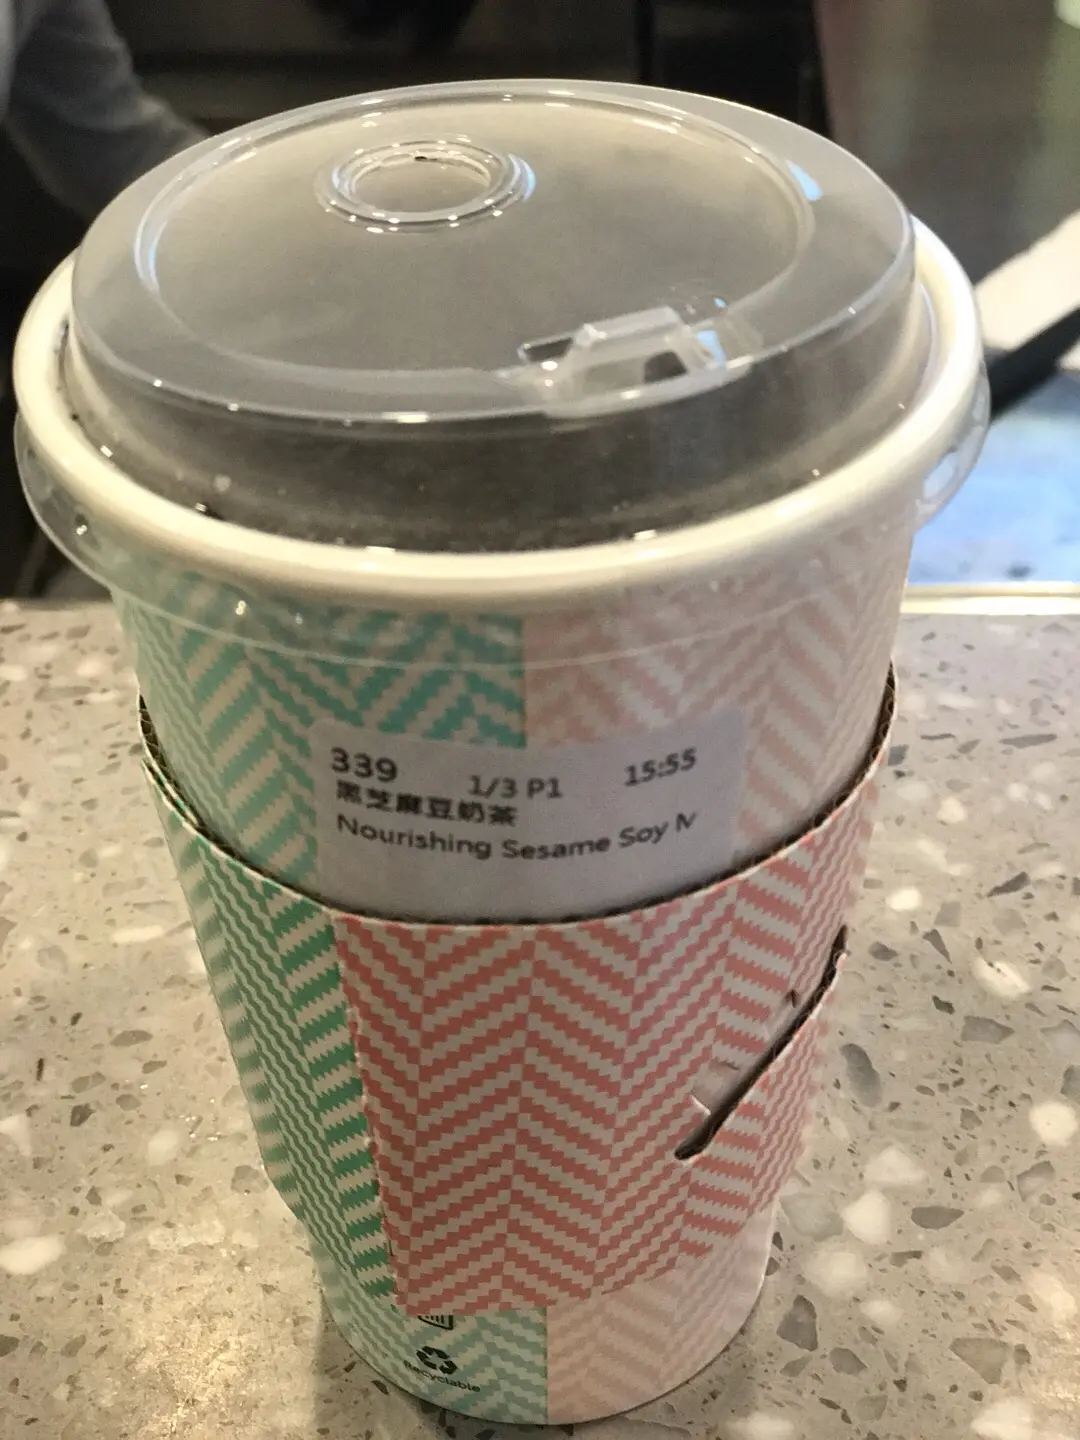 339 1/3 P1 15:55
黑芝麻豆奶茶
Nourishing Sesame Soy M
Recyclable